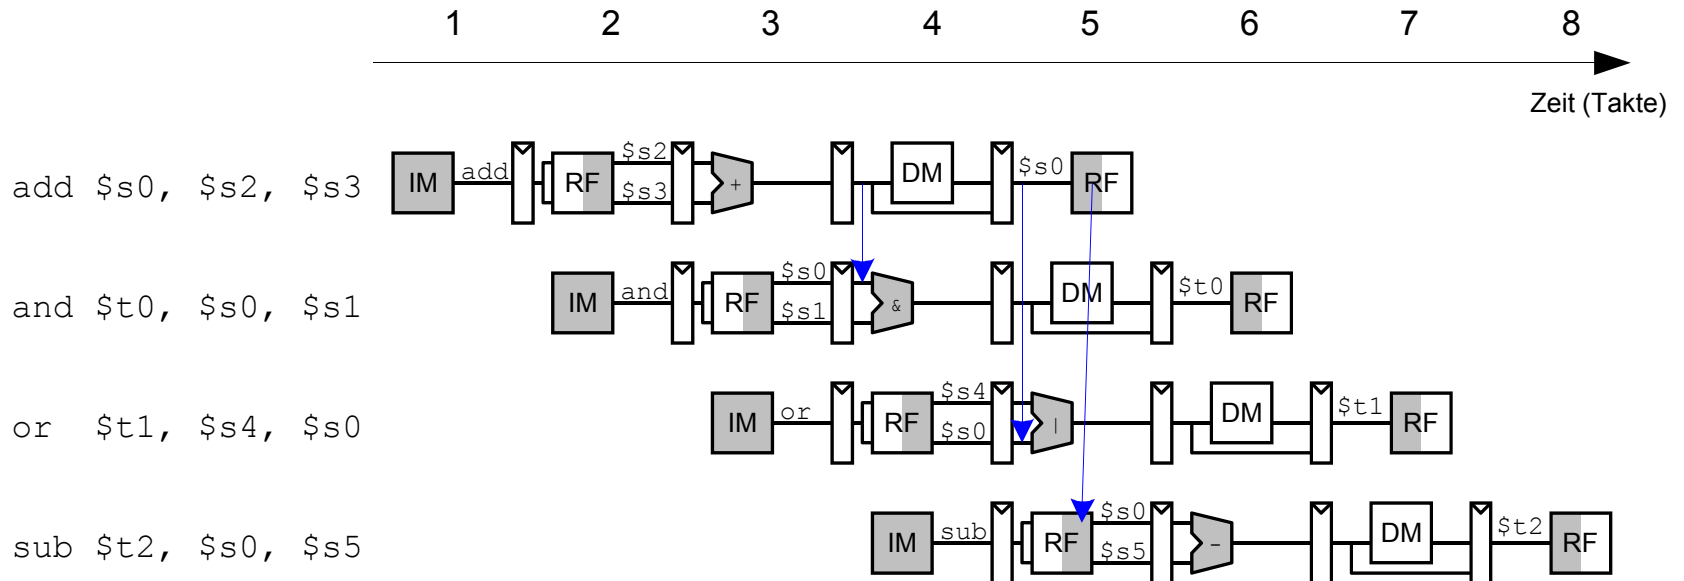 1 2 3 4 5 6 7 8
Zeit (Takte)
add $s0, $s2, $s3 IM add RF $s2 $s3 + DM $s0 RF
and $t0, $s0, $s1 IM and RF $s0 $s1 & DM $t0 RF
or $t1, $s4, $s0 IM or RF $s4 $s0 | DM $t1 RF
sub $t2, $s0, $s5 IM sub RF $s0 $s5 - DM $t2 RF